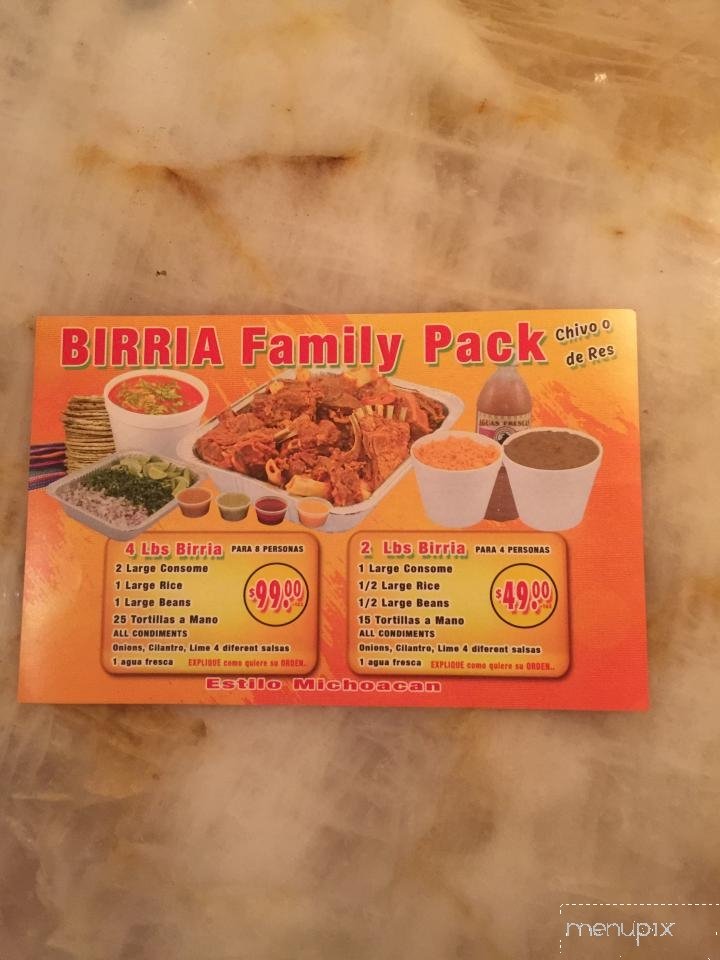 BIRRIA Family Pack
Chivo o
de Res
AGUAS FRESCAS
4 Lbs Birria PARA 8 PERSONAS
2 Large Consome
1 Large Rice
1 Large Beans
25 Tortillas a Mano
ALL CONDIMENTS
Onions, Cilantro, Lime 4 diferent salsas
1 agua fresca EXPLIQUE como quiere su ORDEN..
$99.00
2 Lbs Birria PARA 4 PERSONAS
1 Large Consome
1/2 Large Rice
1/2 Large Beans
15 Tortillas a Mano
ALL CONDIMENTS
Onions, Cilantro, Lime 4 diferent salsas
1 agua fresca EXPLIQUE como quiere su ORDEN..
$49.00
Estilo Michoacan
menupix